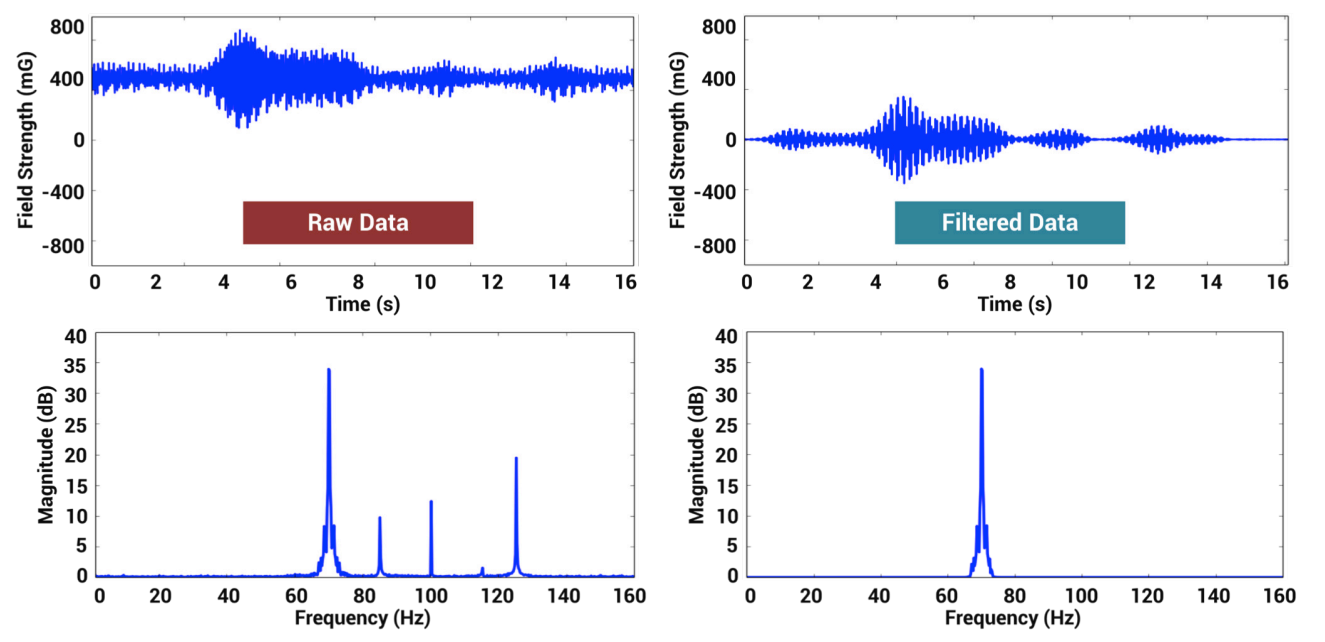 Field Strength (mG)
800
400
0
-400
-800
Raw Data
0 2 4 6 8 10 12 14 16
Time (s)
Field Strength (mG)
800
400
0
-400
-800
Filtered Data
0 2 4 6 8 10 12 14 16
Time (s)
Magnitude (dB)
40
35
30
25
20
15
10
5
0
0 20 40 60 80 100 120 140 160
Frequency (Hz)
Magnitude (dB)
40
35
30
25
20
15
10
5
0
0 20 40 60 80 100 120 140 160
Frequency (Hz)